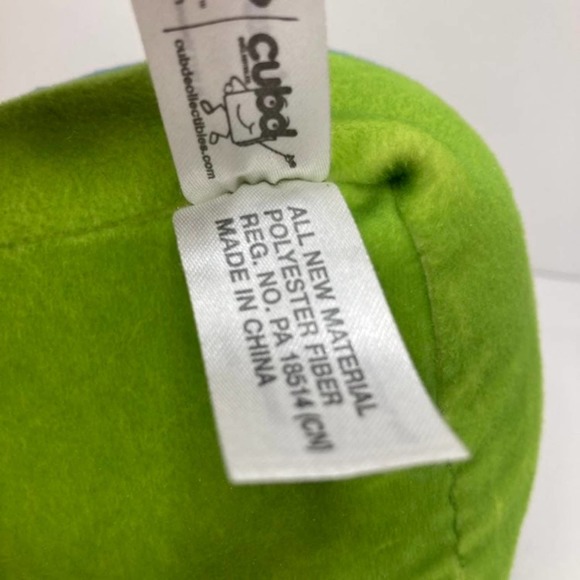 cubd
cubdcollectibles.com
ALL NEW MATERIAL
POLYESTER FIBER
REG. NO. PA 18514 (CN)
MADE IN CHINA